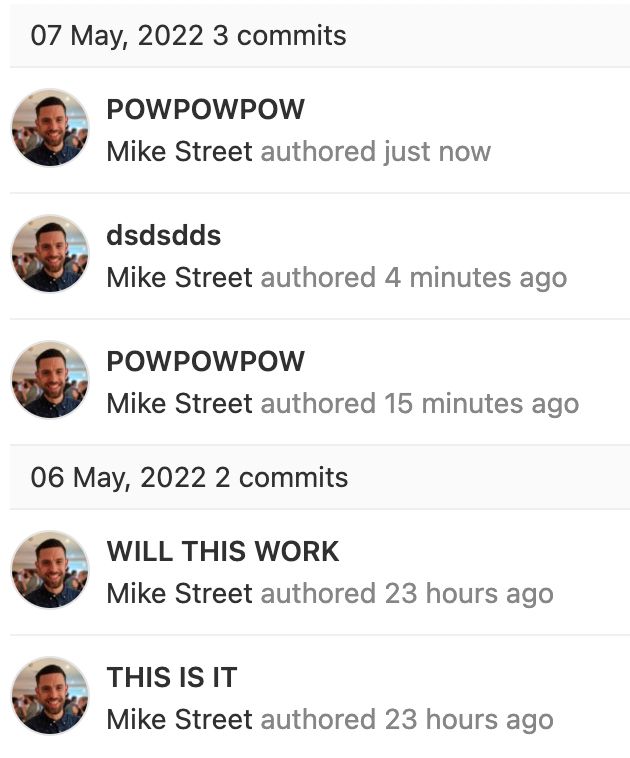 07 May, 2022 3 commits
POWPOWPOW
Mike Street authored just now
dsdsdds
Mike Street authored 4 minutes ago
POWPOWPOW
Mike Street authored 15 minutes ago
06 May, 2022 2 commits
WILL THIS WORK
Mike Street authored 23 hours ago
THIS IS IT
Mike Street authored 23 hours ago